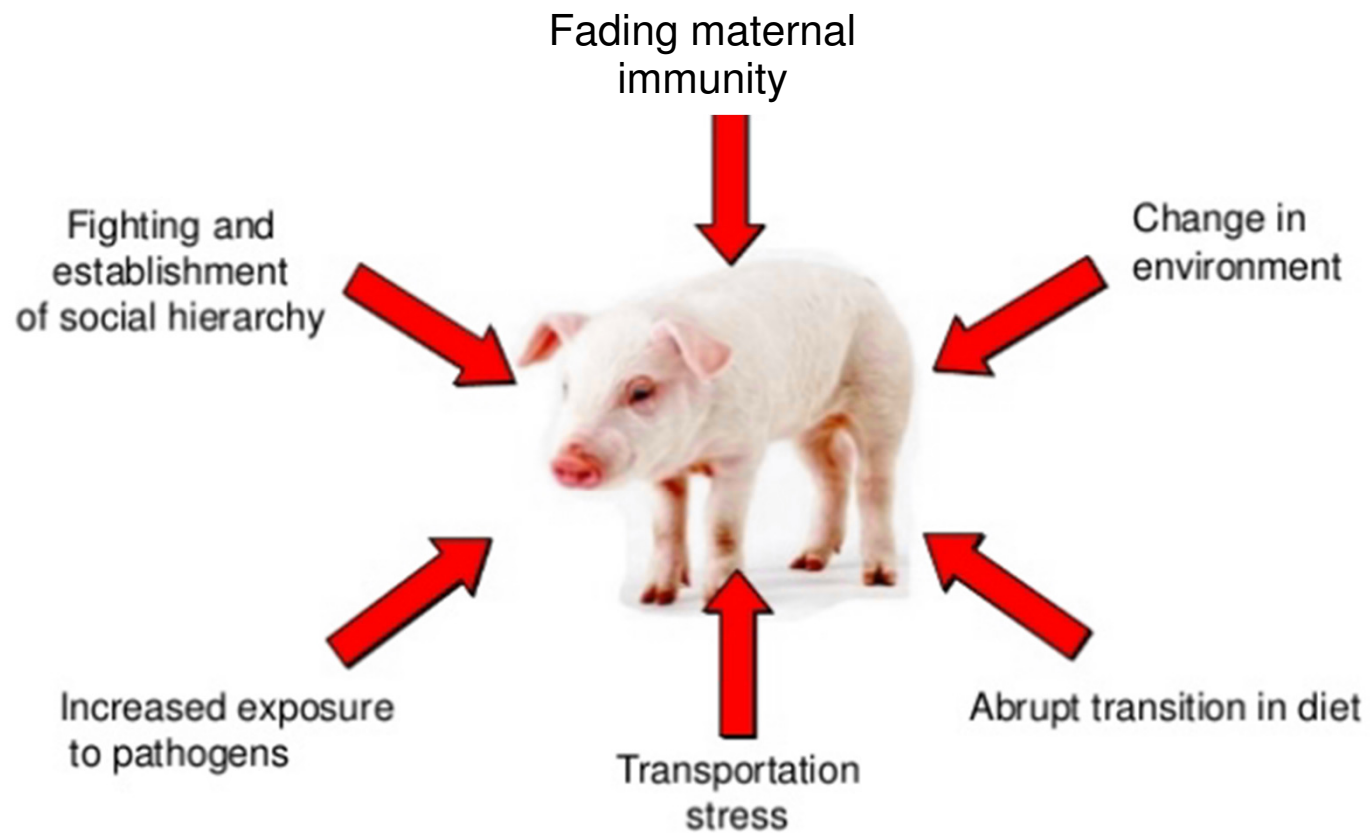 Fading maternal
immunity
Fighting and
establishment
of social hierarchy
Change in
environment
Increased exposure
to pathogens
Abrupt transition in diet
Transportation
stress